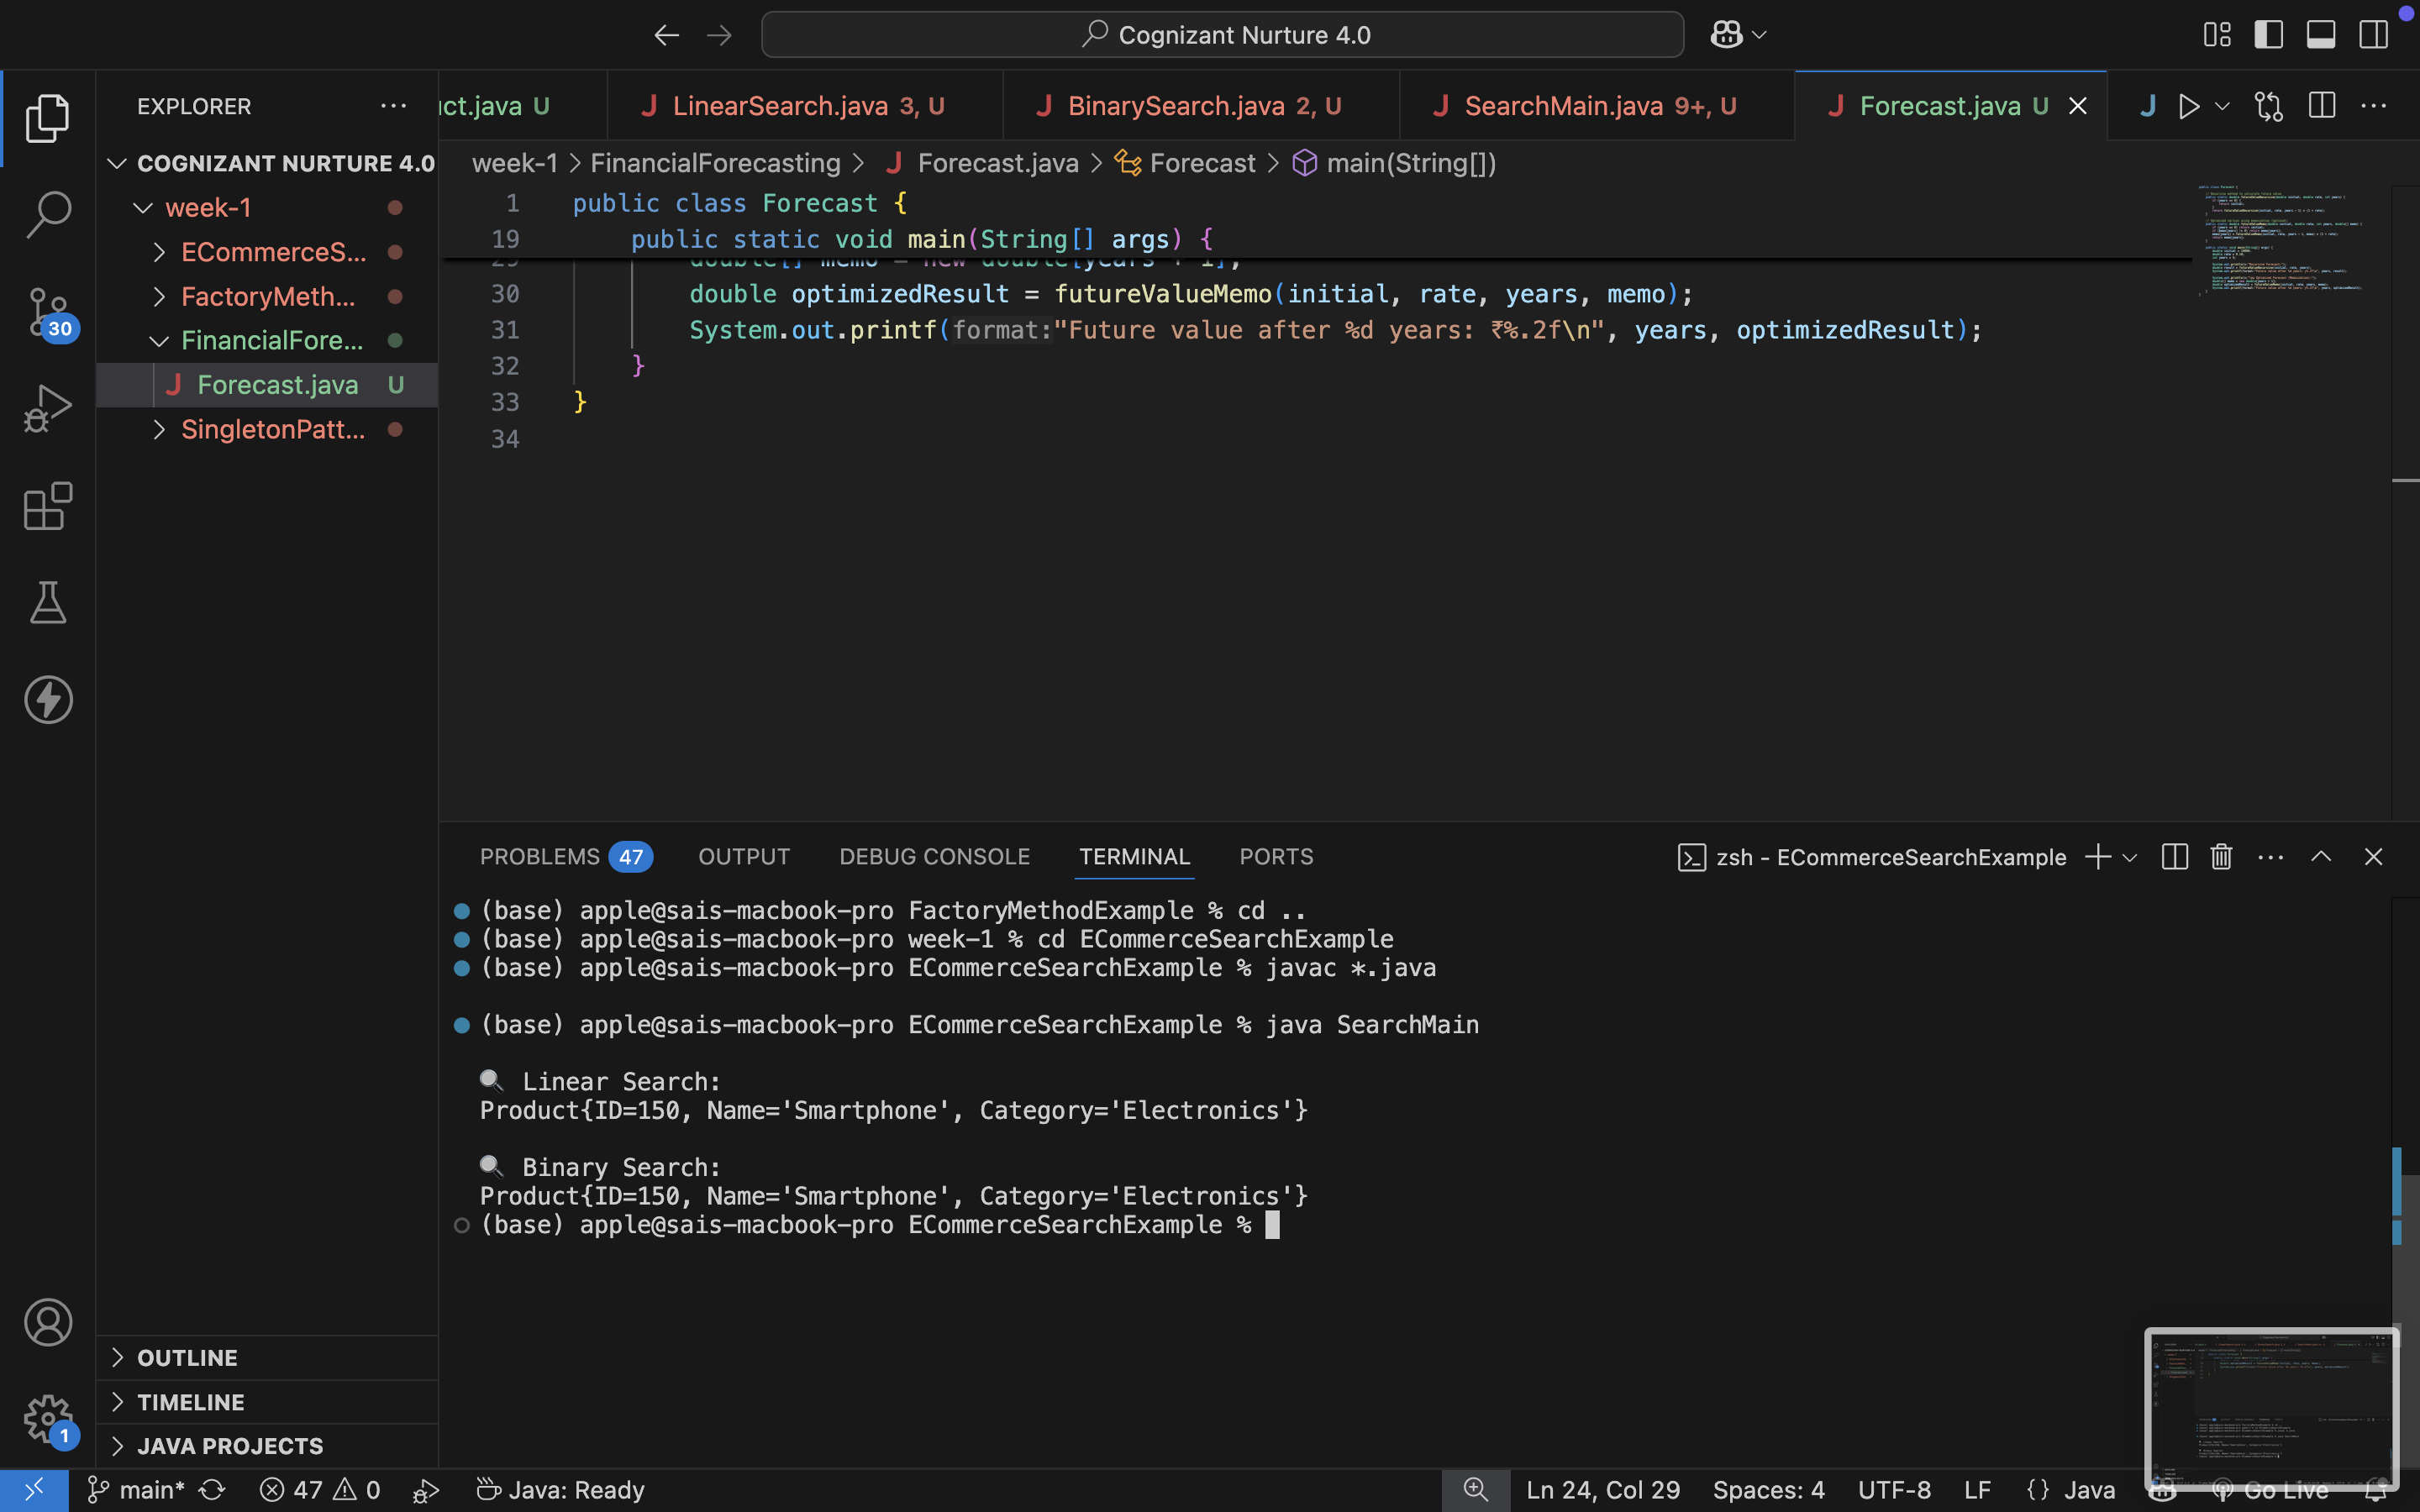 Cognizant Nurture 4.0
EXPLORER
COGNIZANT NURTURE 4.0
week-1
ECommerceS...
FactoryMeth...
FinancialFore...
Forecast.java U
SingletonPatt...
OUTLINE
TIMELINE
JAVA PROJECTS
30
1
ct.java U
LinearSearch.java 3, U
BinarySearch.java 2, U
SearchMain.java 9+, U
Forecast.java U
week-1 > FinancialForecasting > Forecast.java > Forecast > main(String[])
1 public class Forecast {
19 public static void main(String[] args) {
30 double optimizedResult = futureValueMemo(initial, rate, years, memo);
31 System.out.printf(format:"Future value after %d years: ₹%.2f\n", years, optimizedResult);
32 }
33 }
34
PROBLEMS 47 OUTPUT DEBUG CONSOLE TERMINAL PORTS
zsh - ECommerceSearchExample
(base) apple@sais-macbook-pro FactoryMethodExample % cd ..
(base) apple@sais-macbook-pro week-1 % cd ECommerceSearchExample
(base) apple@sais-macbook-pro ECommerceSearchExample % javac *.java
(base) apple@sais-macbook-pro ECommerceSearchExample % java SearchMain
🔍 Linear Search:
Product{ID=150, Name='Smartphone', Category='Electronics'}
🔍 Binary Search:
Product{ID=150, Name='Smartphone', Category='Electronics'}
(base) apple@sais-macbook-pro ECommerceSearchExample %
main* 47 0 Java: Ready Ln 24, Col 29 Spaces: 4 UTF-8 LF {} Java Go Live